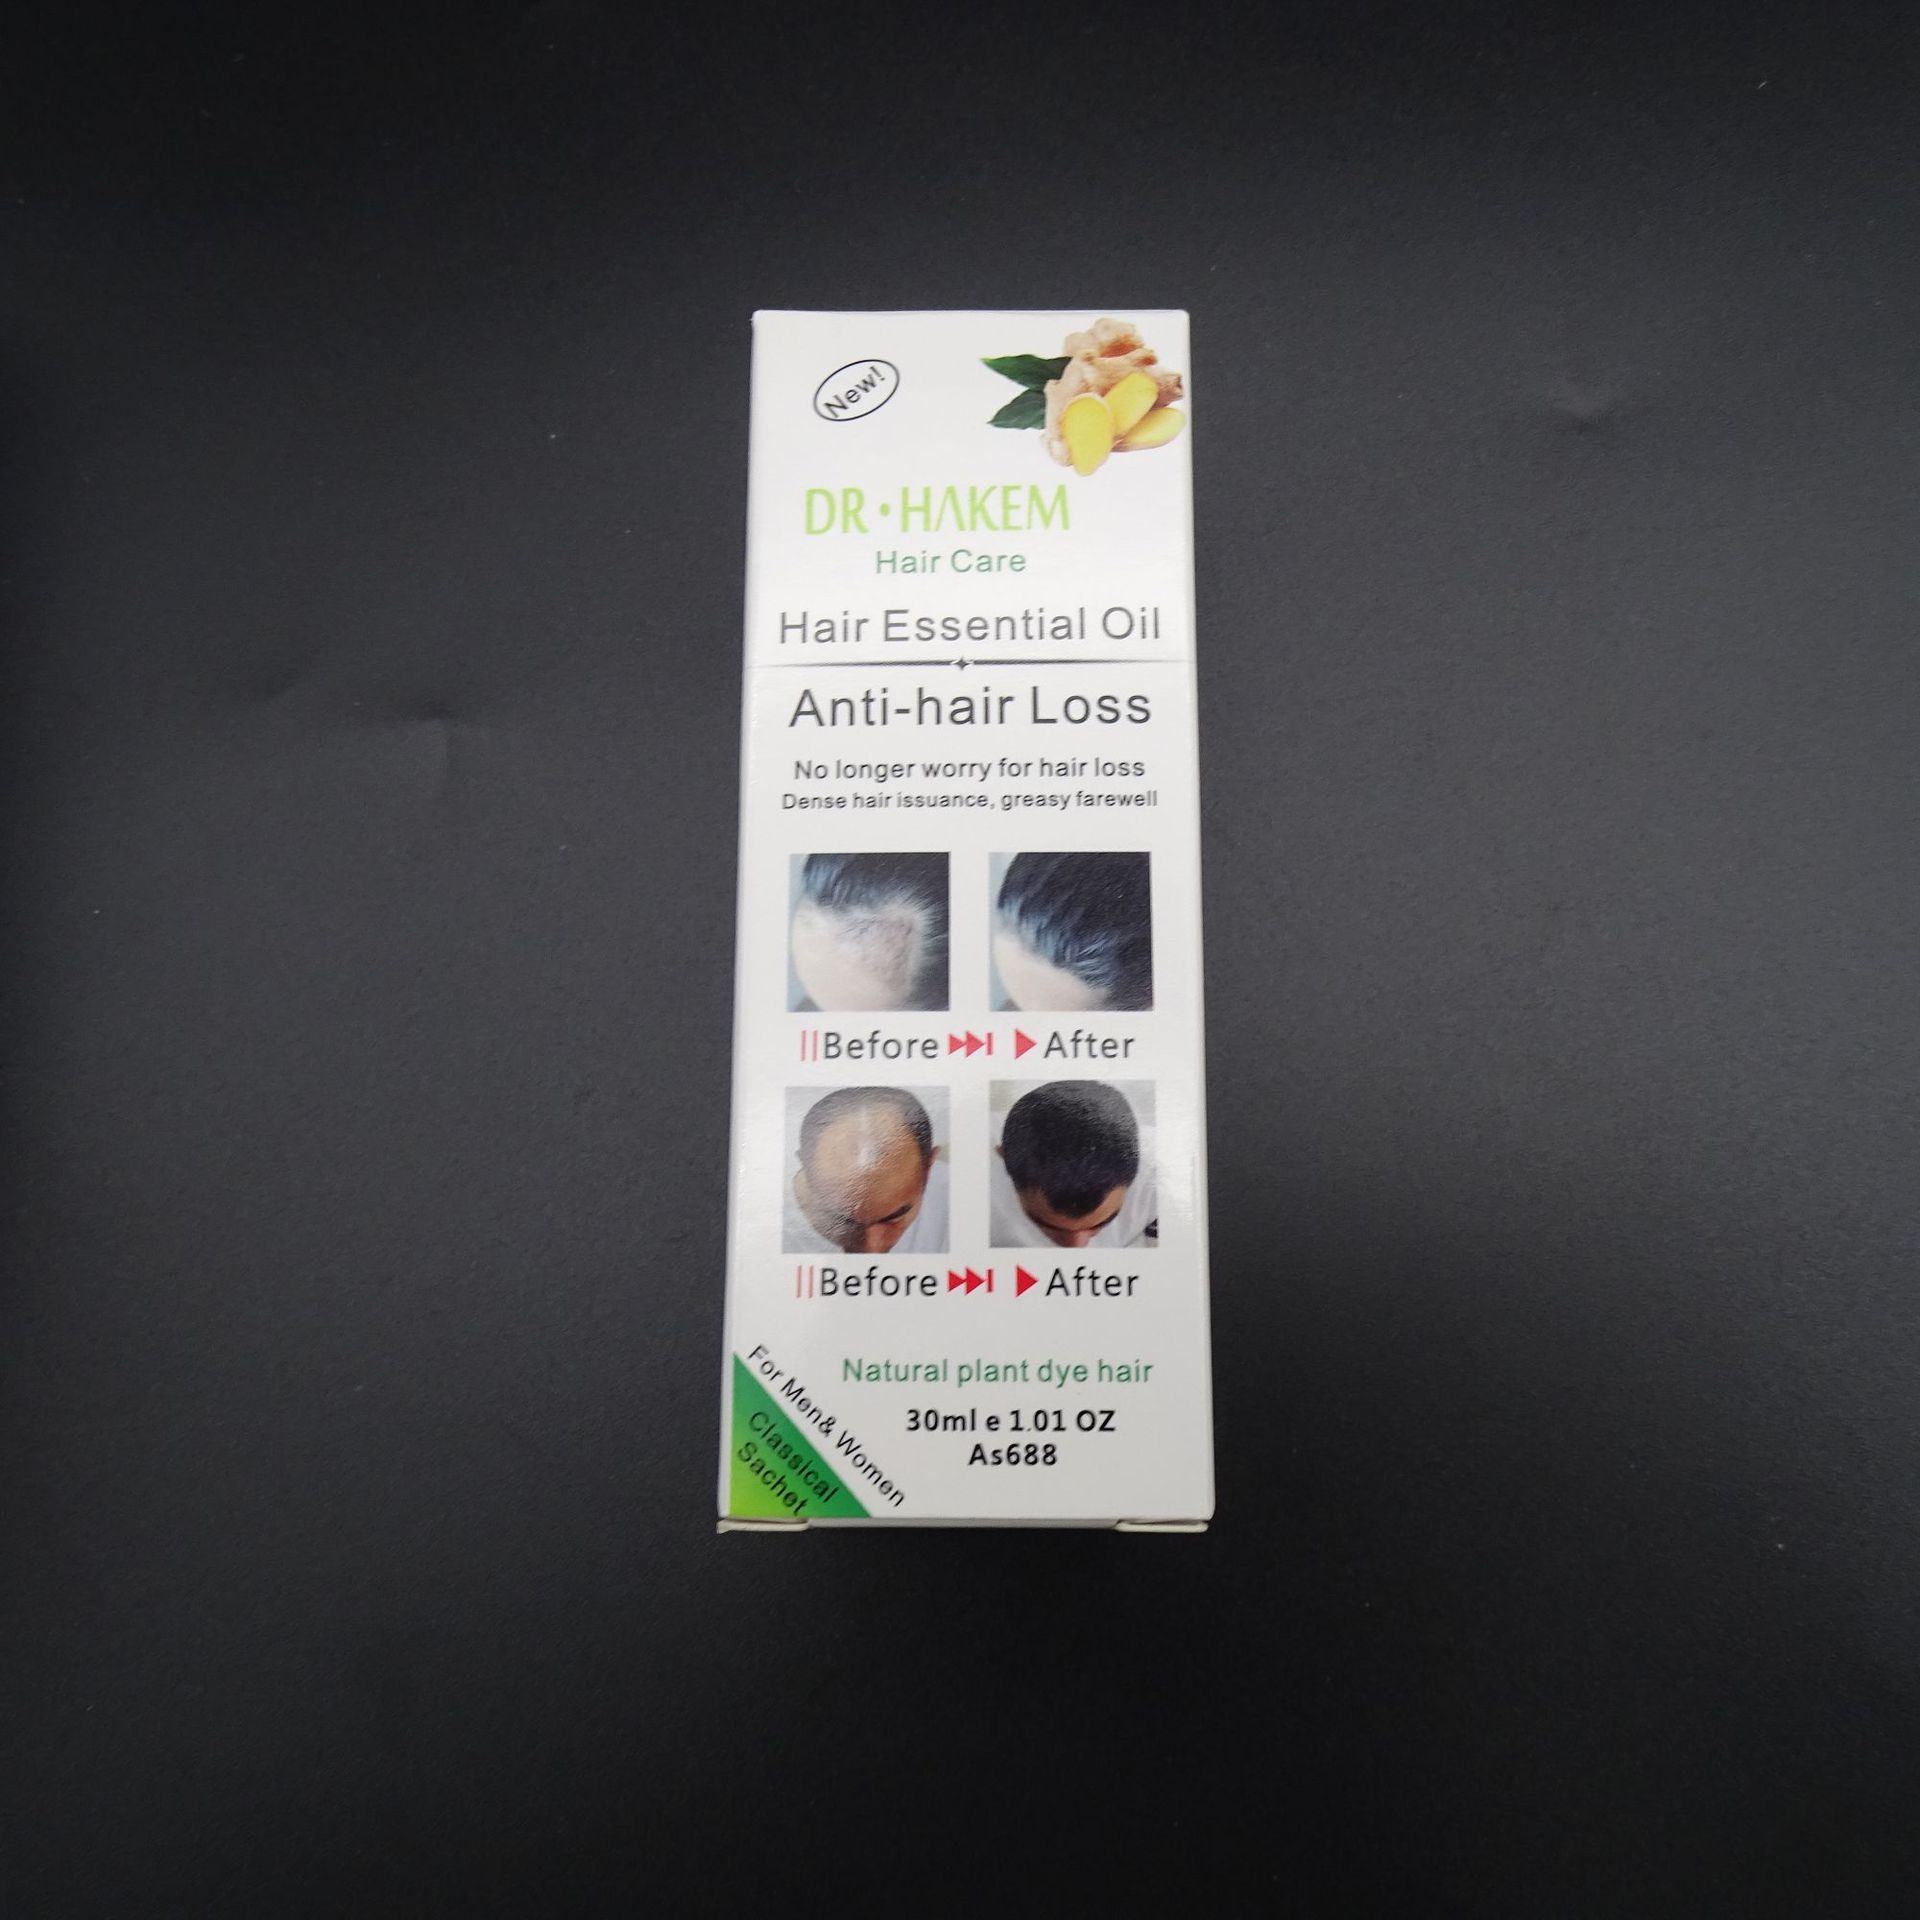 New!
DR·HAKEM
Hair Care
Hair Essential Oil
Anti-hair Loss
No longer worry for hair loss
Dense hair issuance, greasy farewell
||Before After
||Before After
Natural plant dye hair
30ml e 1.01 OZ
As688
For Men& Women
Classical
Sachet